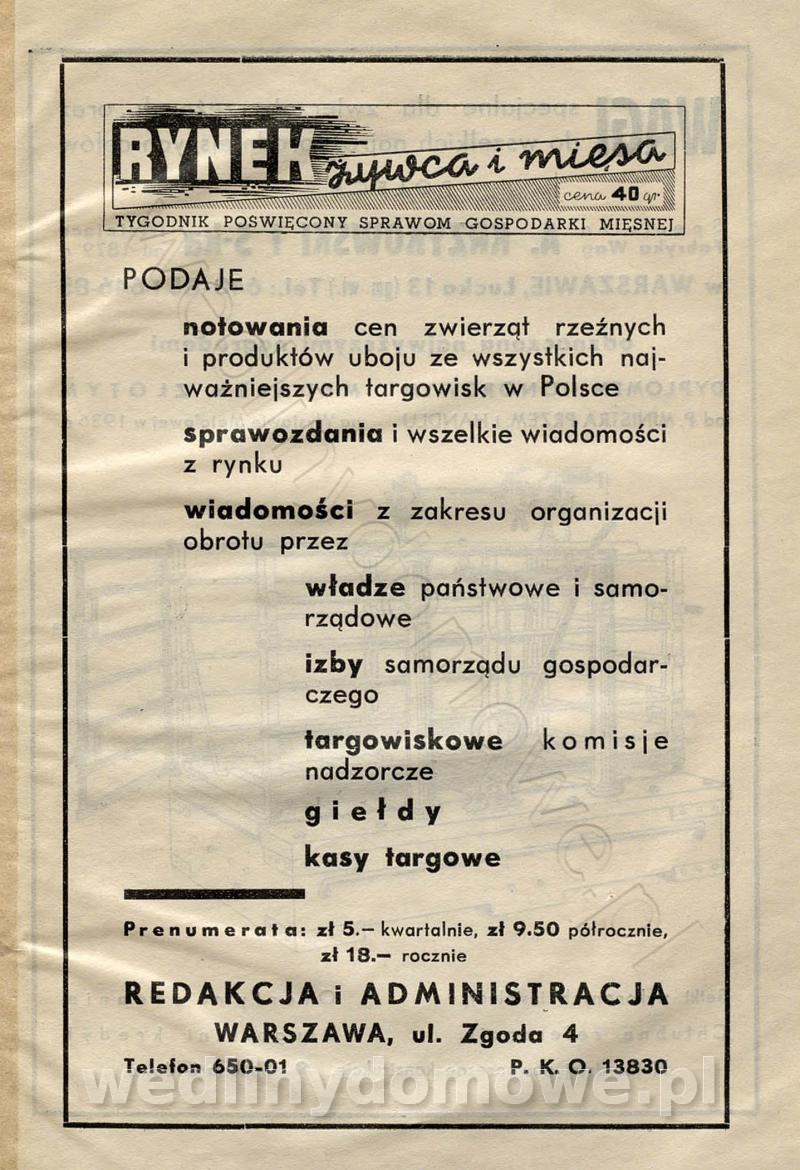 RYNEK żywca i mięsa
cena 40 gr.
TYGODNIK POŚWIĘCONY SPRAWOM GOSPODARKI MIĘSNEJ
PODAJE
notowania cen zwierząt rzeźnych
i produktów uboju ze wszystkich naj-
ważniejszych targowisk w Polsce
sprawozdania i wszelkie wiadomości
z rynku
wiadomości z zakresu organizacji
obrotu przez
władze państwowe i samo-
rządowe
izby samorządu gospodar-
czego
targowiskowe komisje
nadzorcze
giełdy
kasy targowe
Prenumerata: zł 5.— kwartalnie, zł 9.50 półrocznie,
zł 18.— rocznie
REDAKCJA i ADMINISTRACJA
WARSZAWA, ul. Zgoda 4
Telefon 650-01 P. K. O. 13830
wedlinydomowe.pl